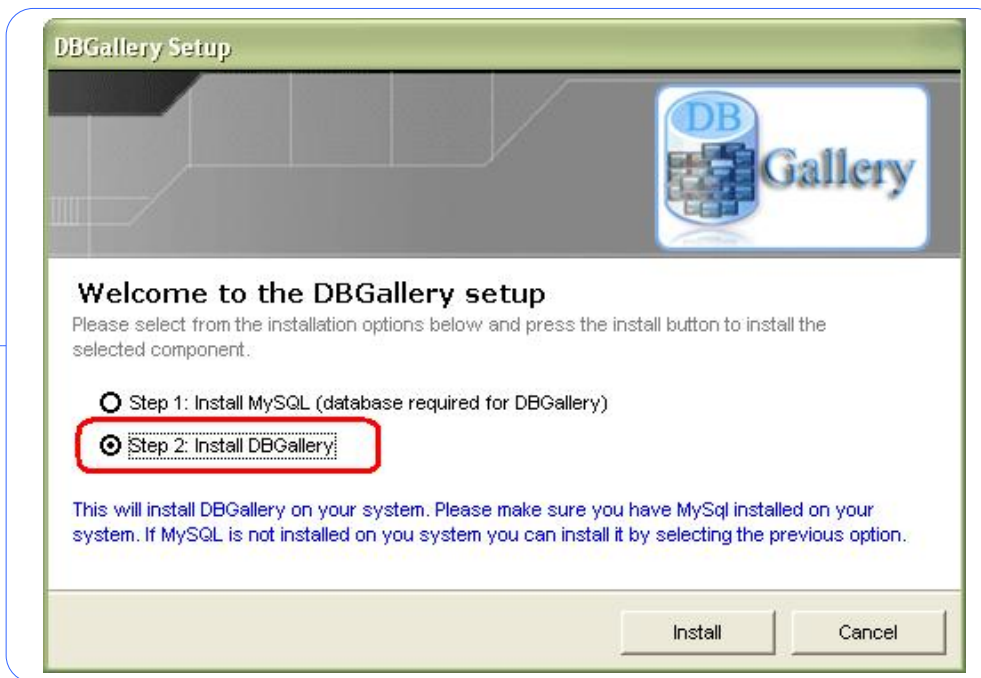 DBGallery Setup
DB
Gallery
Welcome to the DBGallery setup
Please select from the installation options below and press the install button to install the
selected component.
Step 1: Install MySQL (database required for DBGallery)
Step 2: Install DBGallery
This will install DBGallery on your system. Please make sure you have MySql installed on your
system. If MySQL is not installed on you system you can install it by selecting the previous option.
Install
Cancel